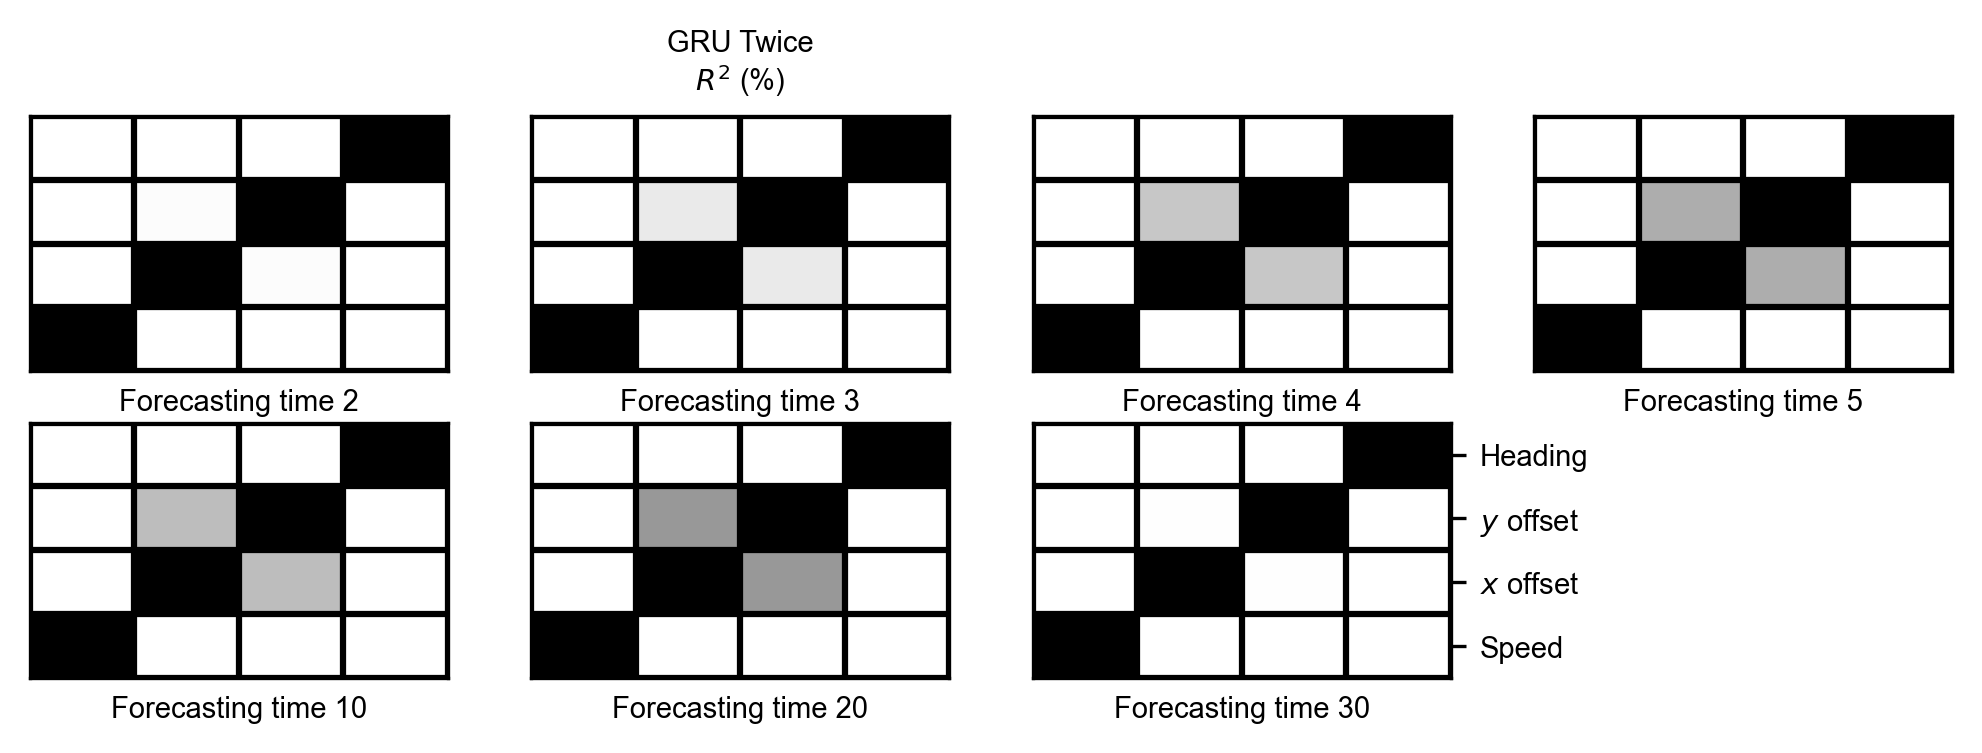 GRU Twice
R² (%)
Forecasting time 2
Forecasting time 3
Forecasting time 4
Forecasting time 5
Heading
y offset
x offset
Speed
Forecasting time 10
Forecasting time 20
Forecasting time 30